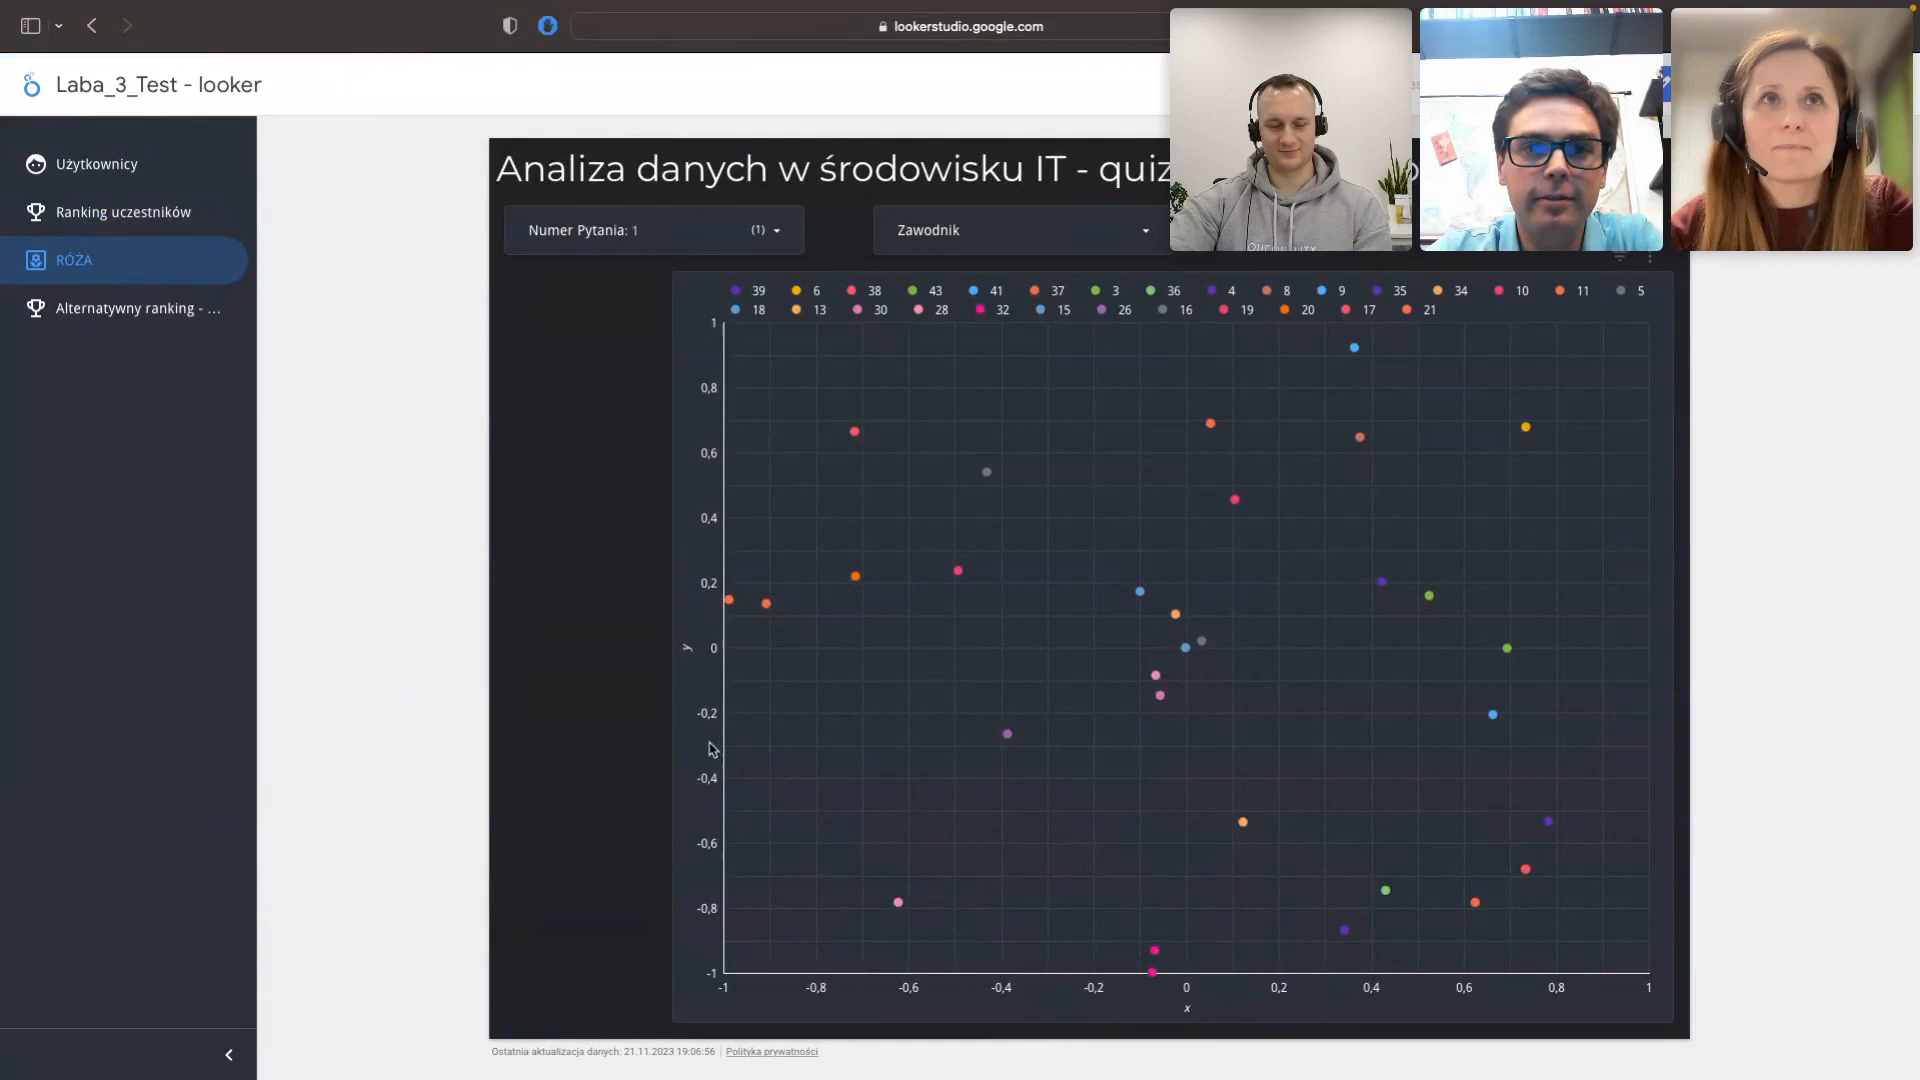 lookerstudio.google.com
Laba_3_Test - looker
Użytkownicy
Ranking uczestników
RÓŻA
Alternatywny ranking - ...
Analiza danych w środowisku IT - quiz
Numer Pytania: 1 (1)
Zawodnik
39 6 38 43 41 37 3 36 4 8 9 35 34 10 11 5
18 13 30 28 32 15 26 16 19 20 17 21
1
0,8
0,6
0,4
0,2
0
-0,2
-0,4
-0,6
-0,8
-1
y
-1 -0,8 -0,6 -0,4 -0,2 0 0,2 0,4 0,6 0,8 1
x
Ostatnia aktualizacja danych: 21.11.2023 19:06:56 | Polityka prywatności